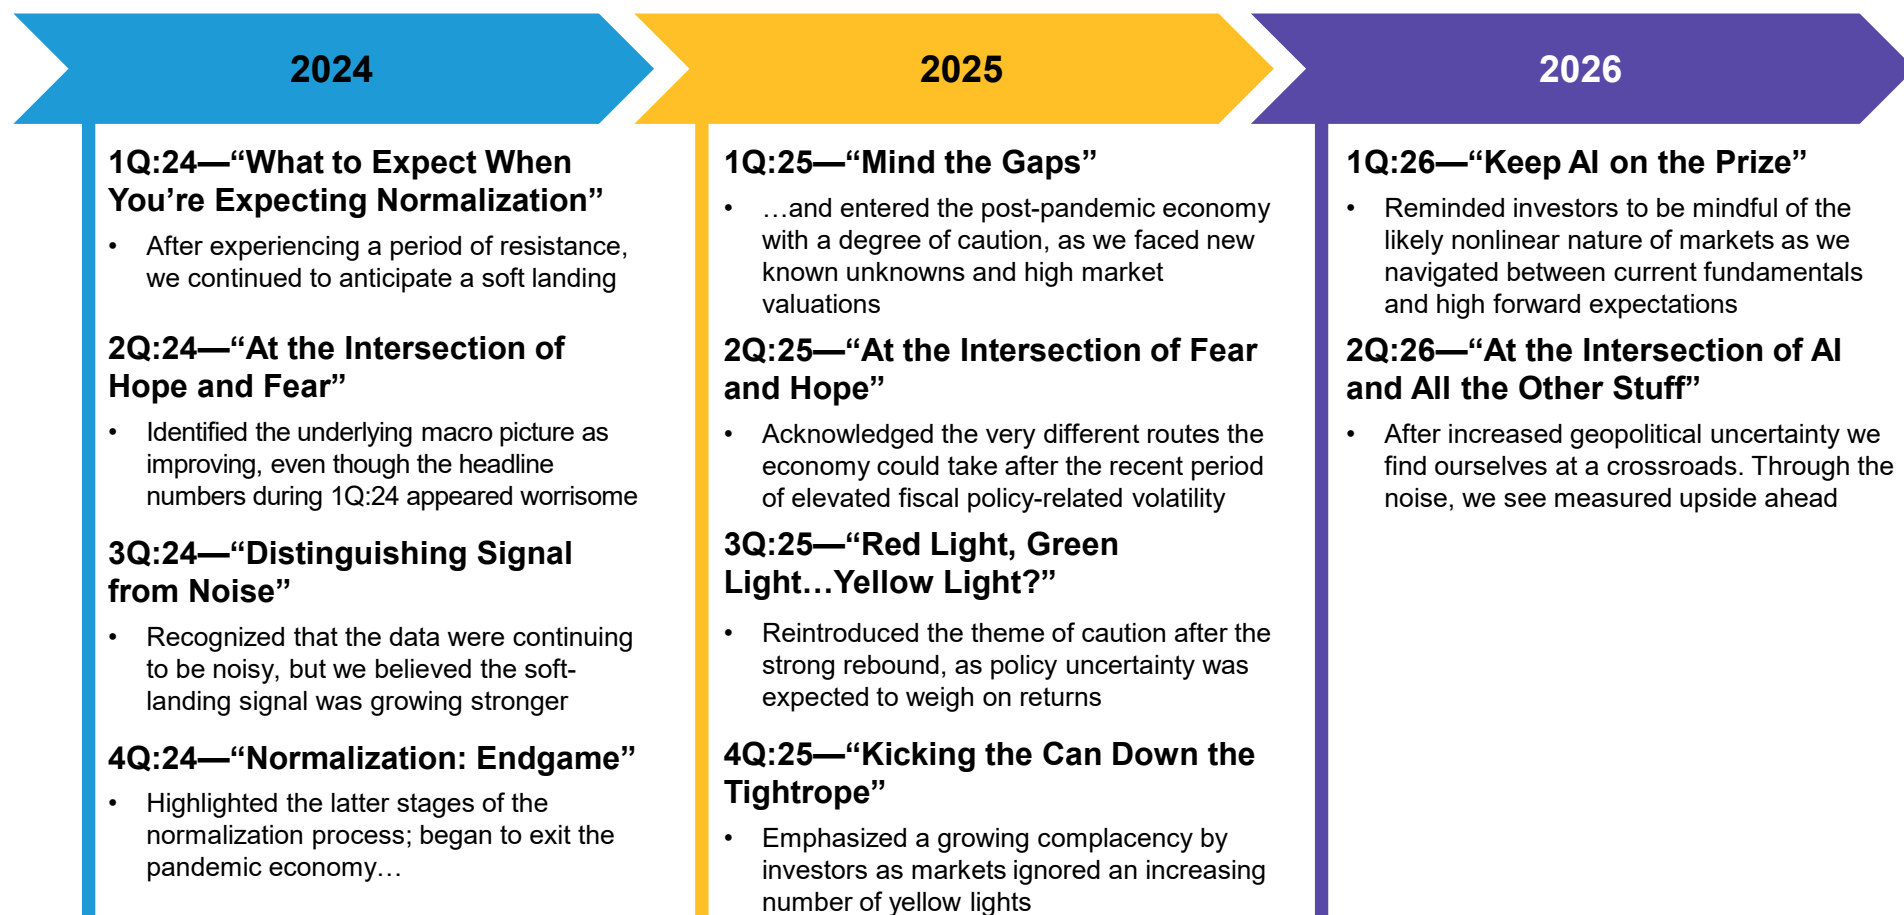 2024
1Q:24—“What to Expect When
You’re Expecting Normalization”
• After experiencing a period of resistance,
we continued to anticipate a soft landing
2Q:24—“At the Intersection of
Hope and Fear”
• Identified the underlying macro picture as
improving, even though the headline
numbers during 1Q:24 appeared worrisome
3Q:24—“Distinguishing Signal
from Noise”
• Recognized that the data were continuing
to be noisy, but we believed the soft-
landing signal was growing stronger
4Q:24—“Normalization: Endgame”
• Highlighted the latter stages of the
normalization process; began to exit the
pandemic economy…
2025
1Q:25—“Mind the Gaps”
• …and entered the post-pandemic economy
with a degree of caution, as we faced new
known unknowns and high market
valuations
2Q:25—“At the Intersection of Fear
and Hope”
• Acknowledged the very different routes the
economy could take after the recent period
of elevated fiscal policy-related volatility
3Q:25—“Red Light, Green
Light…Yellow Light?”
• Reintroduced the theme of caution after the
strong rebound, as policy uncertainty was
expected to weigh on returns
4Q:25—“Kicking the Can Down the
Tightrope”
• Emphasized a growing complacency by
investors as markets ignored an increasing
number of yellow lights
2026
1Q:26—“Keep AI on the Prize”
• Reminded investors to be mindful of the
likely nonlinear nature of markets as we
navigated between current fundamentals
and high forward expectations
2Q:26—“At the Intersection of AI
and All the Other Stuff”
• After increased geopolitical uncertainty we
find ourselves at a crossroads. Through the
noise, we see measured upside ahead